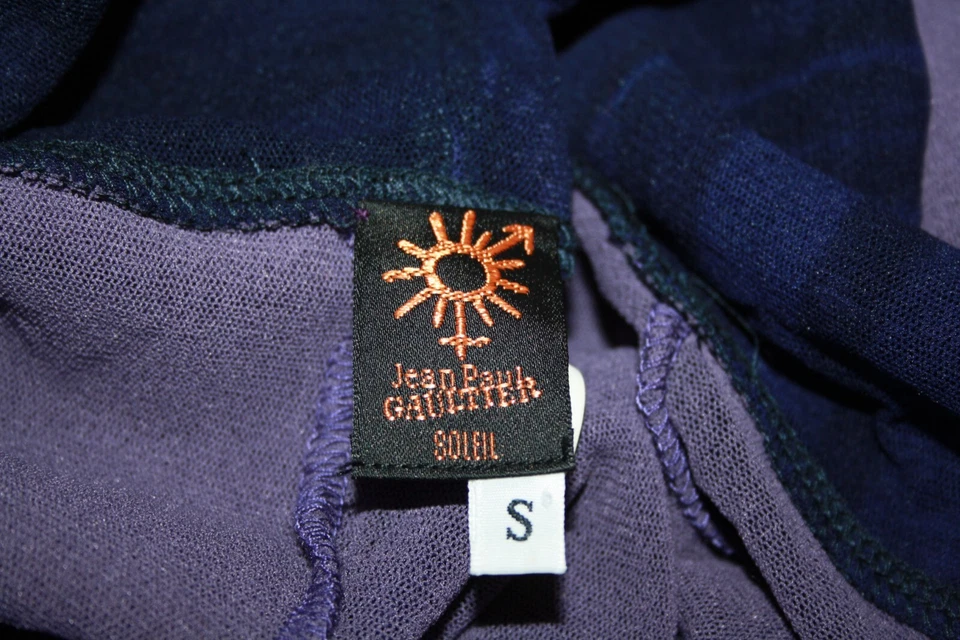 Jean Paul
GAULTIER
SOLEIL
S